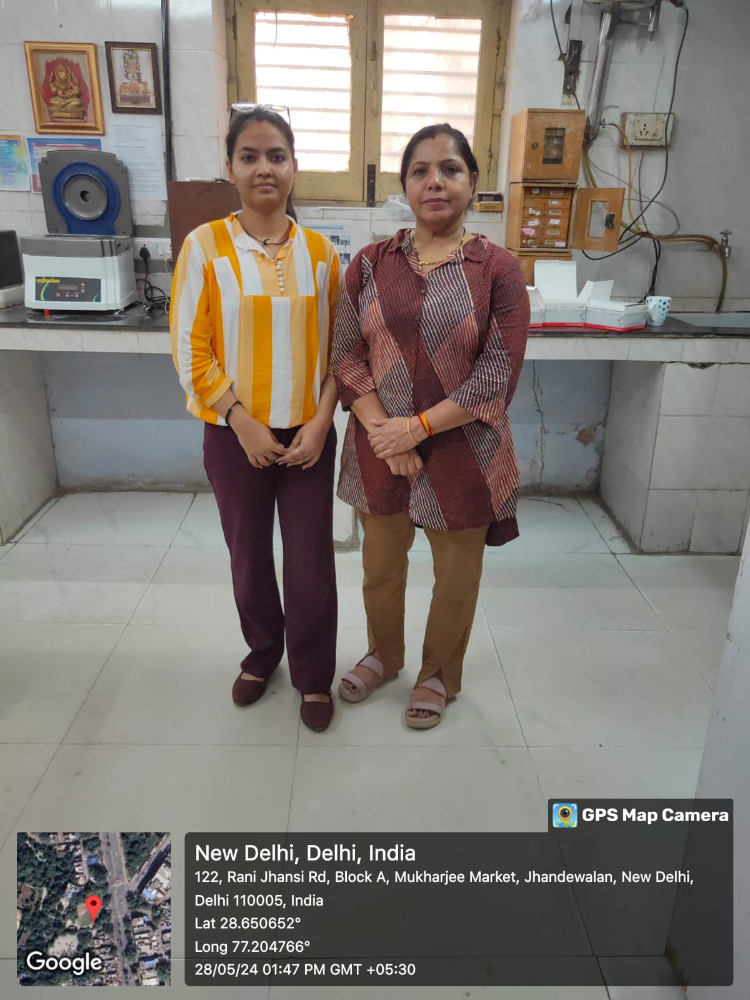 GPS Map Camera
New Delhi, Delhi, India
122, Rani Jhansi Rd, Block A, Mukharjee Market, Jhandewalan, New Delhi,
Delhi 110005, India
Lat 28.650652°
Long 77.204766°
28/05/24 01:47 PM GMT +05:30
Google